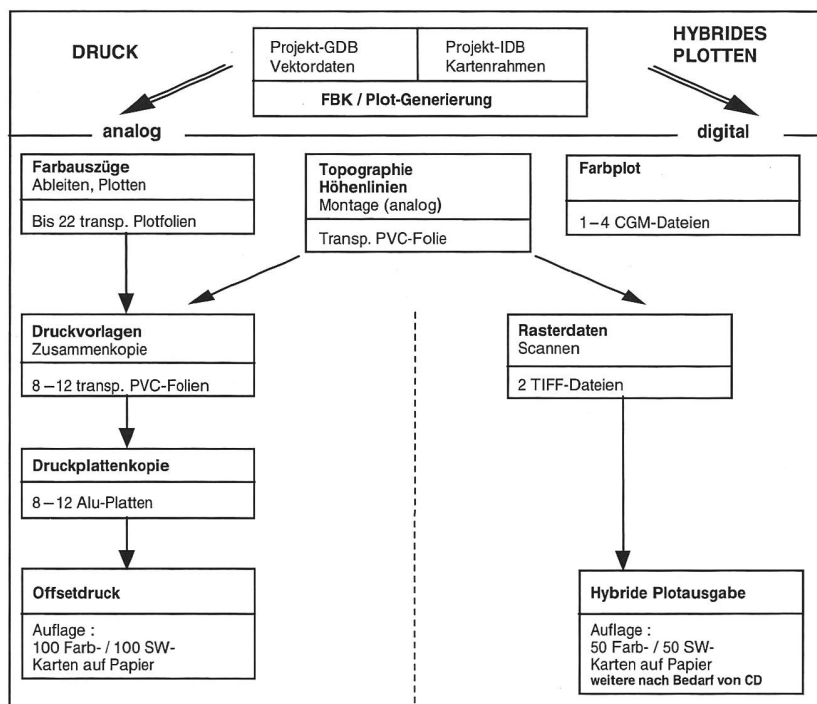 DRUCK
Projekt-GDB
Vektordaten
Projekt-IDB
Kartenrahmen
FBK / Plot-Generierung
HYBRIDES
PLOTTEN
analog
digital
Farbauszüge
Ableiten, Plotten
Bis 22 transp. Plotfolien
Topographie
Höhenlinien
Montage (analog)
Transp. PVC-Folie
Farbplot
1–4 CGM-Dateien
Druckvorlagen
Zusammenkopie
8–12 transp. PVC-Folien
Rasterdaten
Scannen
2 TIFF-Dateien
Druckplattenkopie
8–12 Alu-Platten
Offsetdruck
Auflage :
100 Farb- / 100 SW-
Karten auf Papier
Hybride Plotausgabe
Auflage :
50 Farb- / 50 SW-
Karten auf Papier
weitere nach Bedarf von CD